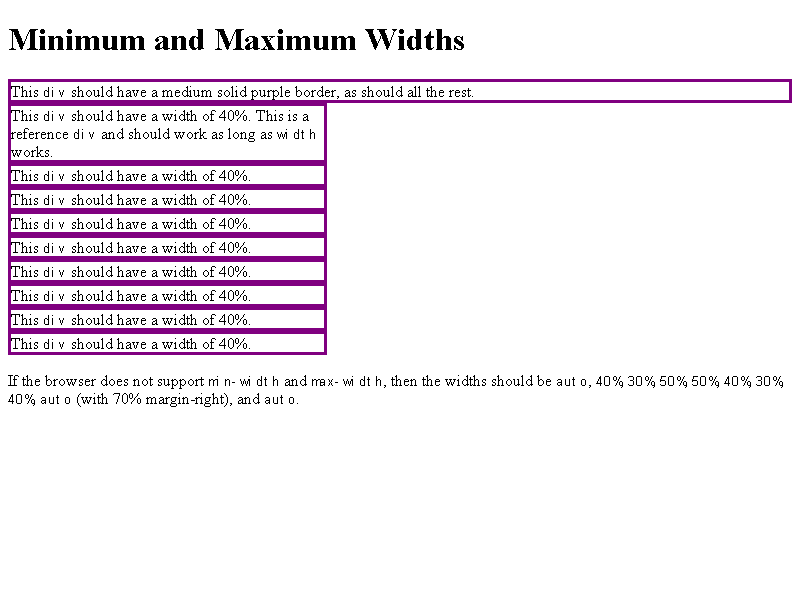 Minimum and Maximum Widths
This div should have a medium solid purple border, as should all the rest.
This div should have a width of 40%. This is a
reference div and should work as long as width
works.
This div should have a width of 40%.
This div should have a width of 40%.
This div should have a width of 40%.
This div should have a width of 40%.
This div should have a width of 40%.
This div should have a width of 40%.
This div should have a width of 40%.
This div should have a width of 40%.
If the browser does not support min-width and max-width, then the widths should be auto, 40%, 30%, 50%, 50%, 40%, 30%,
40%, auto (with 70% margin-right), and auto.